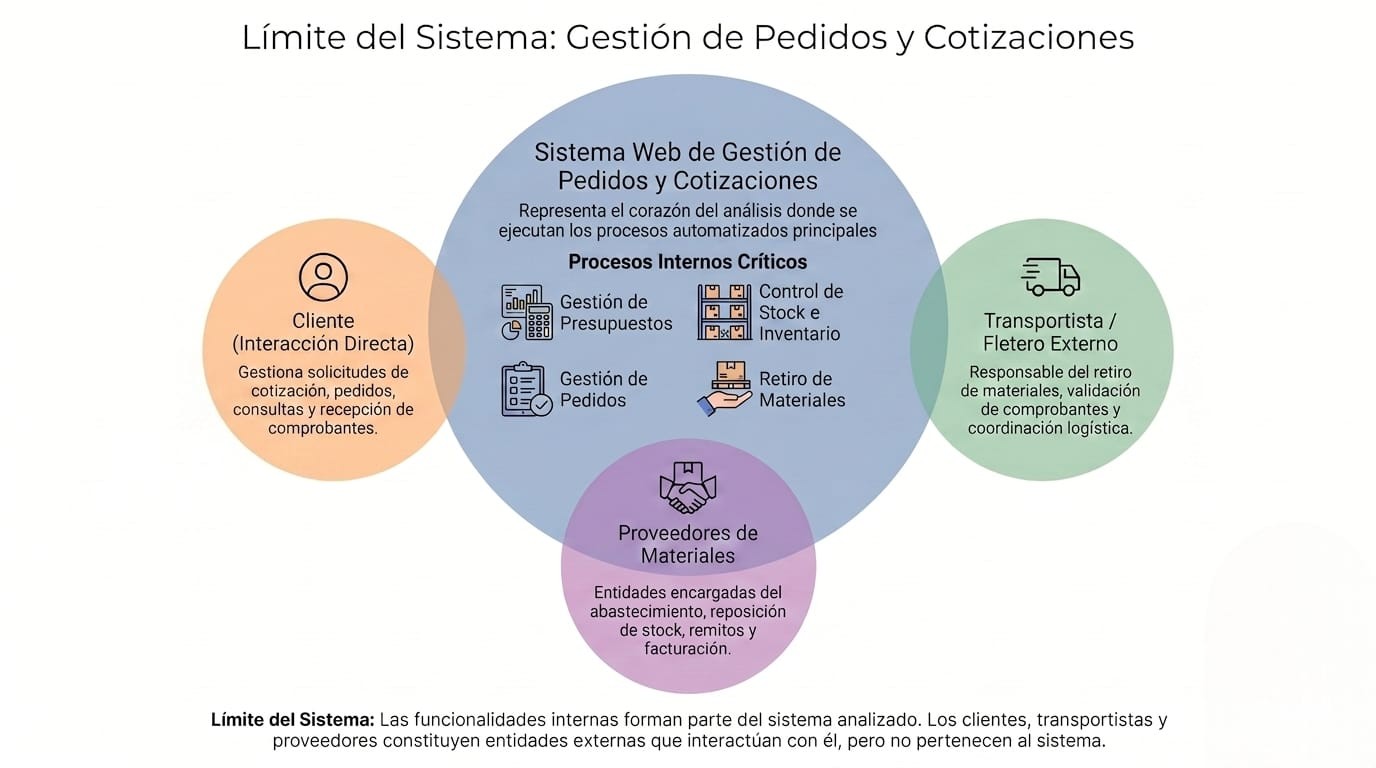 Límite del Sistema: Gestión de Pedidos y Cotizaciones
Sistema Web de Gestión de
Pedidos y Cotizaciones
Representa el corazón del análisis donde se
ejecutan los procesos automatizados principales
Procesos Internos Críticos
Gestión de
Presupuestos
Control de
Stock e
Inventario
Gestión de
Pedidos
Retiro de
Materiales
Cliente
(Interacción Directa)
Gestiona solicitudes de
cotización, pedidos,
consultas y recepción de
comprobantes.
Transportista /
Fletero Externo
Responsable del retiro
de materiales, validación
de comprobantes y
coordinación logística.
Proveedores de
Materiales
Entidades encargadas del
abastecimiento, reposición
de stock, remitos y
facturación.
Límite del Sistema: Las funcionalidades internas forman parte del sistema analizado. Los clientes, transportistas y
proveedores constituyen entidades externas que interactúan con él, pero no pertenecen al sistema.